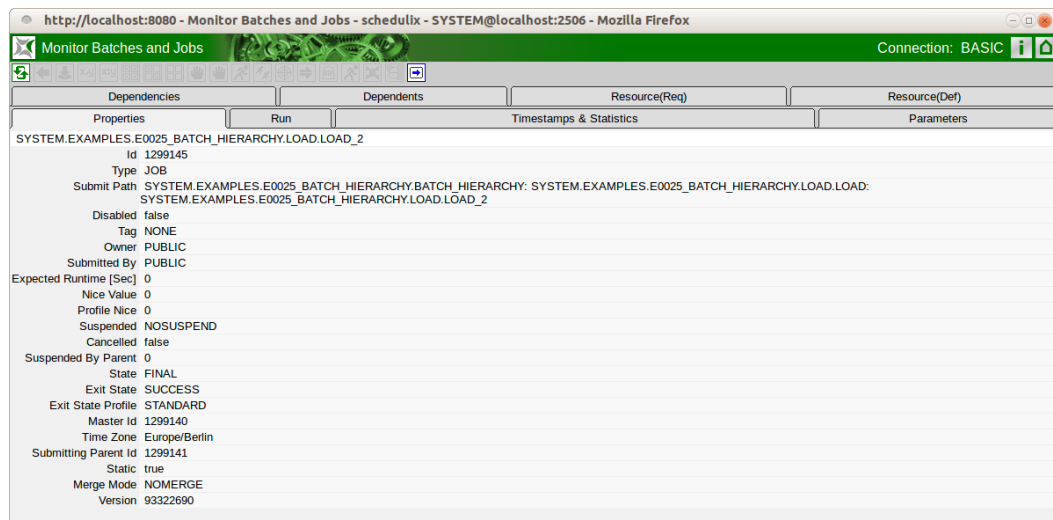 http://localhost:8080 - Monitor Batches and Jobs - schedulix - SYSTEM@localhost:2506 - Mozilla Firefox
Monitor Batches and Jobs
Connection: BASIC
Dependencies
Dependents
Resource(Req)
Resource(Def)
Properties
Run
Timestamps & Statistics
Parameters
SYSTEM.EXAMPLES.E0025_BATCH_HIERARCHY.LOAD.LOAD_2
Id 1299145
Type JOB
Submit Path SYSTEM.EXAMPLES.E0025_BATCH_HIERARCHY.BATCH_HIERARCHY: SYSTEM.EXAMPLES.E0025_BATCH_HIERARCHY.LOAD.LOAD:
SYSTEM.EXAMPLES.E0025_BATCH_HIERARCHY.LOAD.LOAD_2
Disabled false
Tag NONE
Owner PUBLIC
Submitted By PUBLIC
Expected Runtime [Sec] 0
Nice Value 0
Profile Nice 0
Suspended NOSUSPEND
Cancelled false
Suspended By Parent 0
State FINAL
Exit State SUCCESS
Exit State Profile STANDARD
Master Id 1299140
Time Zone Europe/Berlin
Submitting Parent Id 1299141
Static true
Merge Mode NOMERGE
Version 93322690